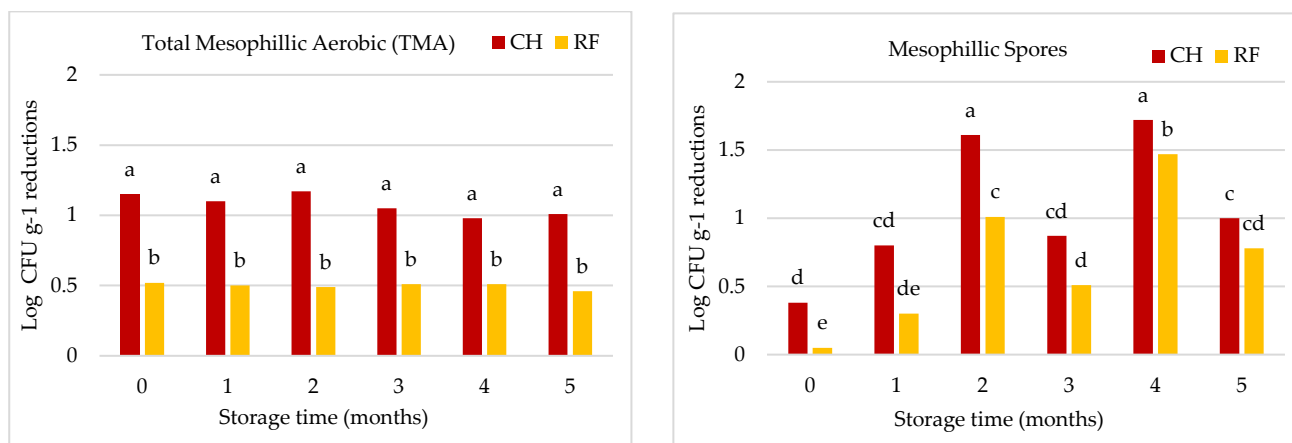 Total Mesophillic Aerobic (TMA)
CH RF
Log CFU g-1 reductions
2
1.5
1
0.5
0
a a a a a a
b b b b b b
0 1 2 3 4 5
Storage time (months)
Mesophillic Spores
CH RF
Log CFU g-1 reductions
2
1.5
1
0.5
0
d cd a cd a c
e de c d b cd
0 1 2 3 4 5
Storage time (months)